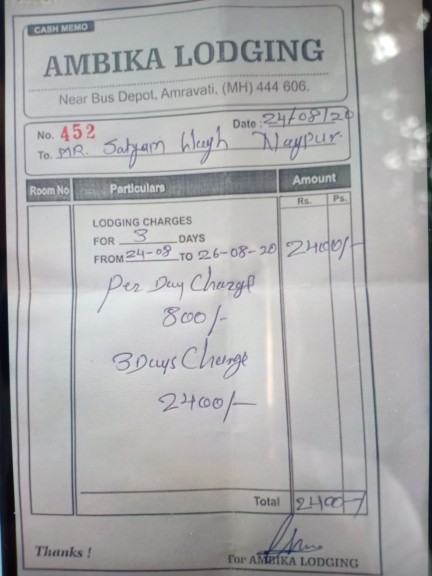 CASH MEMO
AMBIKA LODGING
Near Bus Depot, Amravati. (MH) 444 606.
No. 452 Date : 24/08/20
To. MR. Satyam Wagh Nagpur.
Room No Particulars Amount
Rs. Ps.
LODGING CHARGES
FOR 3 DAYS
FROM 24-08 TO 26-08-20 2400/-
Per Day Charge
800/-
3 Days Charge
2400/-
Total 2400/-
Thanks !
For AMBIKA LODGING